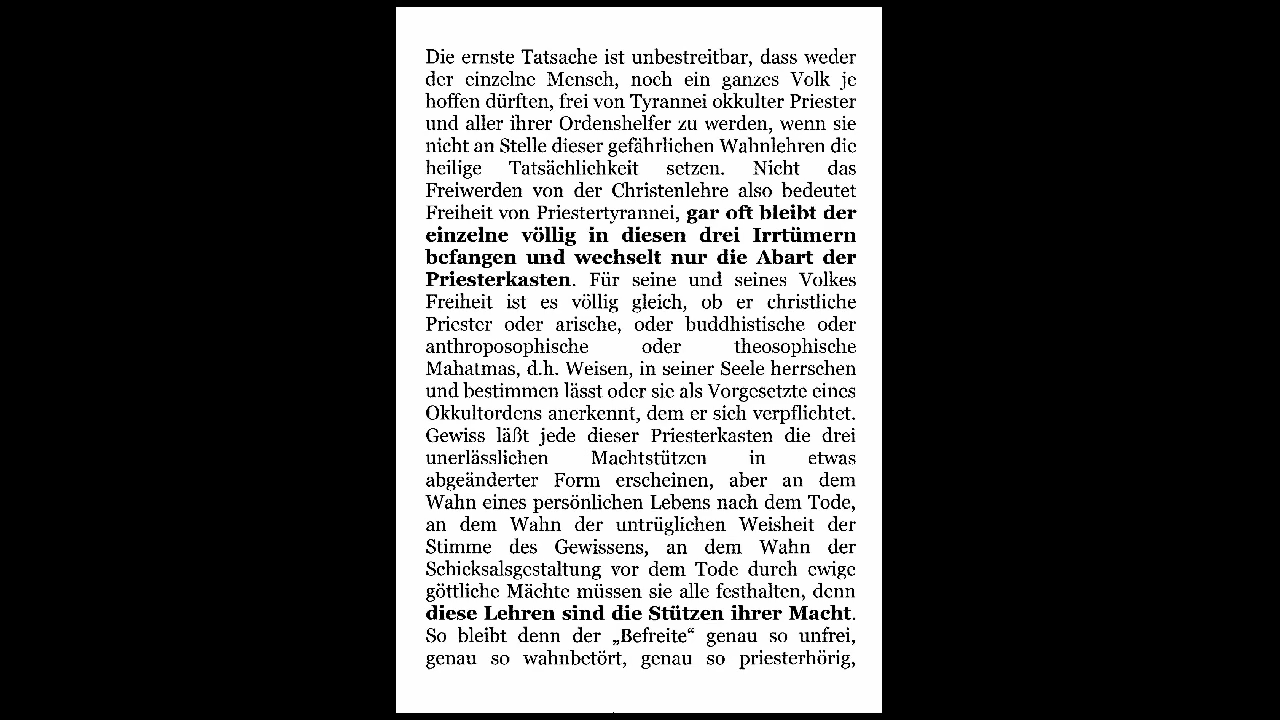 Die ernste Tatsache ist unbestreitbar, dass weder
der einzelne Mensch, noch ein ganzes Volk je
hoffen dürften, frei von Tyrannei okkulter Priester
und aller ihrer Ordenshelfer zu werden, wenn sie
nicht an Stelle dieser gefährlichen Wahnlehren die
heilige Tatsächlichkeit setzen. Nicht das
Freiwerden von der Christenlehre also bedeutet
Freiheit von Priestertyrannei, gar oft bleibt der
einzelne völlig in diesen drei Irrtümern
befangen und wechselt nur die Abart der
Priesterkasten. Für seine und seines Volkes
Freiheit ist es völlig gleich, ob er christliche
Priester oder arische, oder buddhistische oder
anthroposophische oder theosophische
Mahatmas, d.h. Weisen, in seiner Seele herrschen
und bestimmen lässt oder sie als Vorgesetzte eines
Okkultordens anerkennt, dem er sich verpflichtet.
Gewiss läßt jede dieser Priesterkasten die drei
unerlässlichen Machtstützen in etwas
abgeänderter Form erscheinen, aber an dem
Wahn eines persönlichen Lebens nach dem Tode,
an dem Wahn der untrüglichen Weisheit der
Stimme des Gewissens, an dem Wahn der
Schicksalsgestaltung vor dem Tode durch ewige
göttliche Mächte müssen sie alle festhalten, denn
diese Lehren sind die Stützen ihrer Macht.
So bleibt denn der „Befreite“ genau so unfrei,
genau so wahnbetört, genau so priesterhörig,